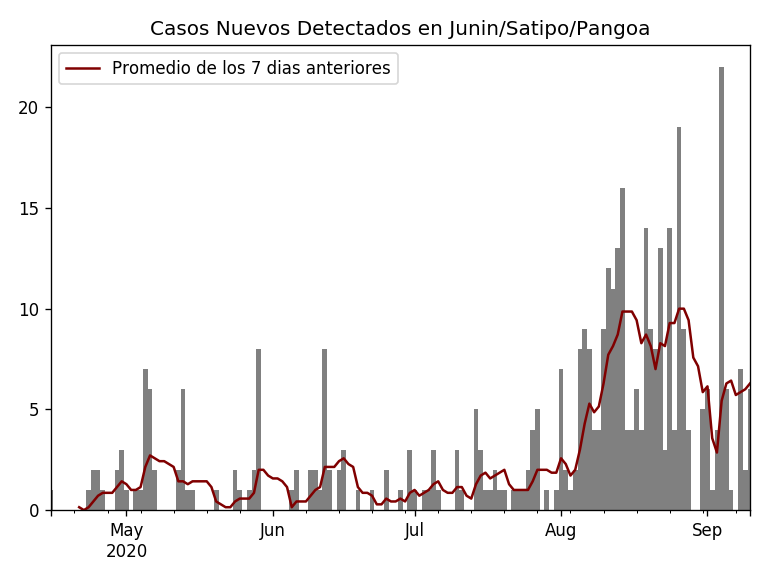 Casos Nuevos Detectados en Junin/Satipo/Pangoa
Promedio de los 7 dias anteriores
20
15
10
5
0
May Jun Jul Aug Sep
2020